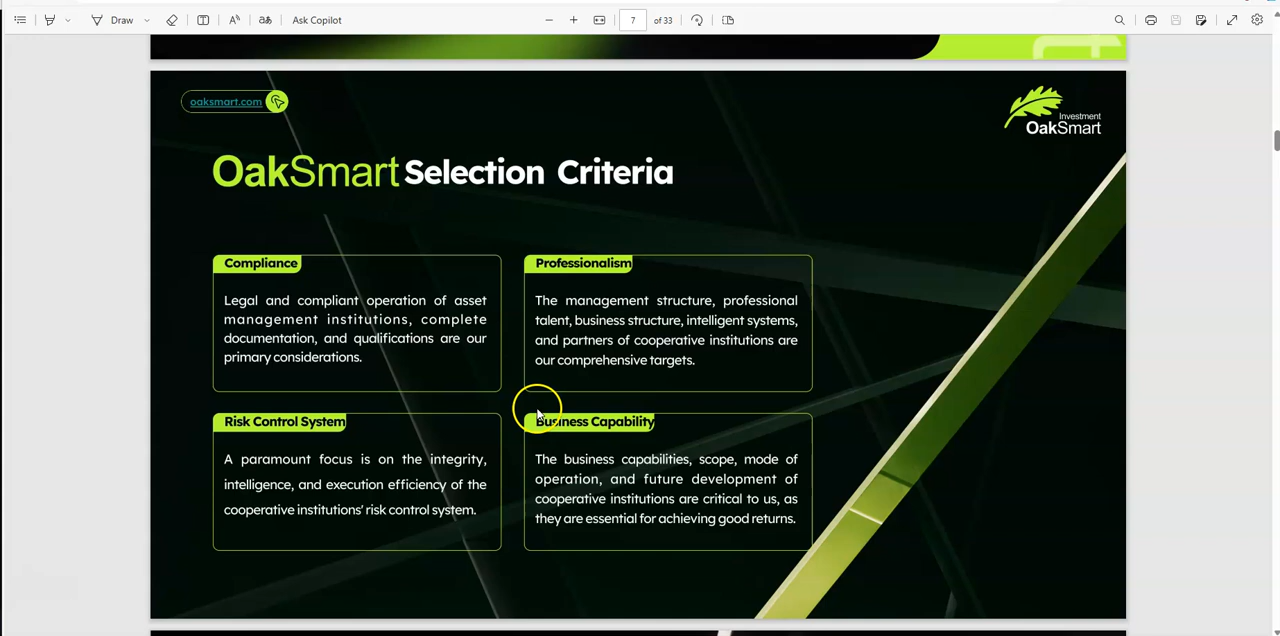 Draw
Ask Copilot
7
of 33
oaksmart.com
Investment
OakSmart
OakSmart Selection Criteria
Compliance
Legal and compliant operation of asset
management institutions, complete
documentation, and qualifications are our
primary considerations.
Professionalism
The management structure, professional
talent, business structure, intelligent systems,
and partners of cooperative institutions are
our comprehensive targets.
Risk Control System
A paramount focus is on the integrity,
intelligence, and execution efficiency of the
cooperative institutions' risk control system.
Business Capability
The business capabilities, scope, mode of
operation, and future development of
cooperative institutions are critical to us, as
they are essential for achieving good returns.